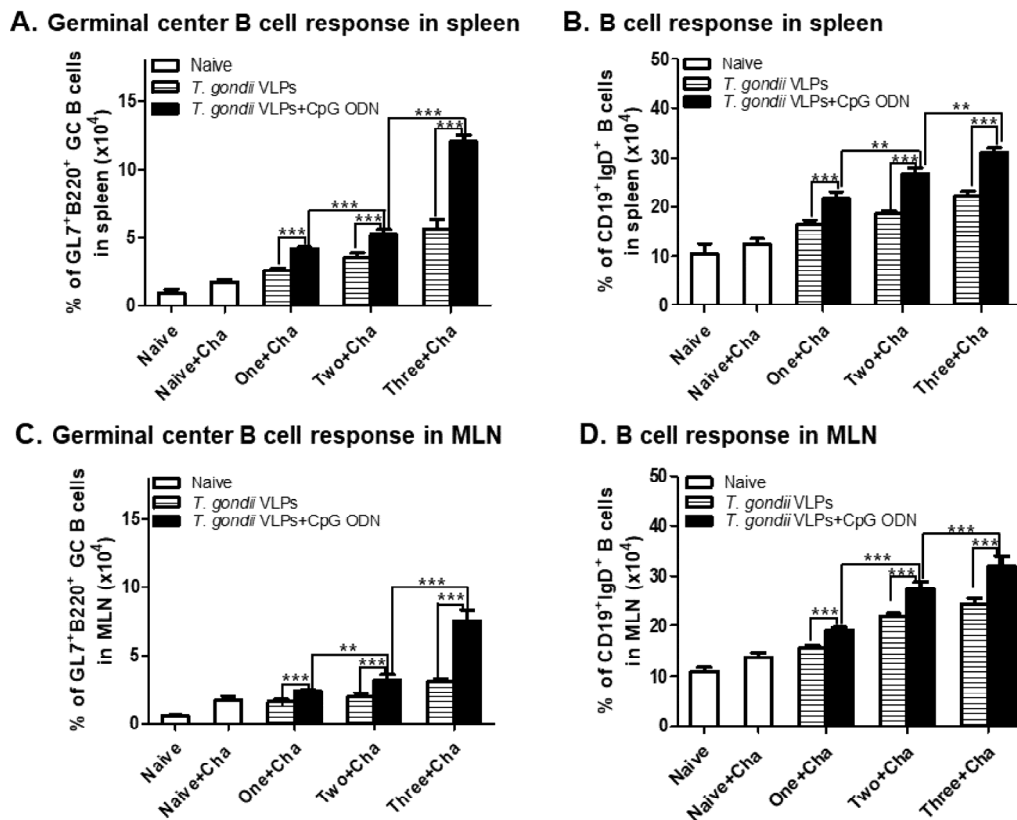 A. Germinal center B cell response in spleen
% of GL7⁺B220⁺ GC B cells
in spleen (x10⁴)
15
10
5
0
Naive
T. gondii VLPs
T. gondii VLPs+CpG ODN
***
***
***
***
***
Naive
Naive+Cha
One+Cha
Two+Cha
Three+Cha
B. B cell response in spleen
% of CD19⁺IgD⁺ B cells
in spleen (x10⁴)
50
40
30
20
10
0
Naive
T. gondii VLPs
T. gondii VLPs+CpG ODN
**
***
**
***
***
Naive
Naive+Cha
One+Cha
Two+Cha
Three+Cha
C. Germinal center B cell response in MLN
% of GL7⁺B220⁺ GC B cells
in MLN (x10⁴)
15
10
5
0
Naive
T. gondii VLPs
T. gondii VLPs+CpG ODN
***
***
**
***
***
Naive
Naive+Cha
One+Cha
Two+Cha
Three+Cha
D. B cell response in MLN
% of CD19⁺IgD⁺ B cells
in MLN (x10⁴)
50
40
30
20
10
0
Naive
T. gondii VLPs
T. gondii VLPs+CpG ODN
***
***
***
***
***
Naive
Naive+Cha
One+Cha
Two+Cha
Three+Cha